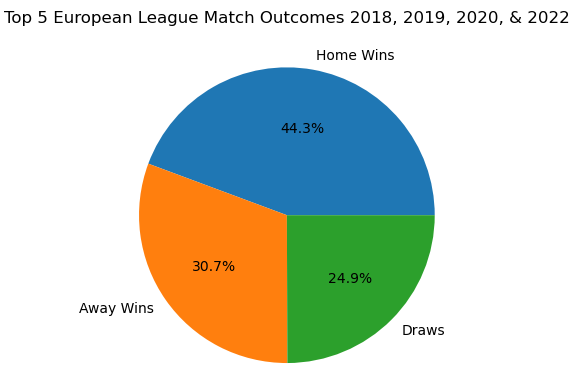 Top 5 European League Match Outcomes 2018, 2019, 2020, & 2022
Home Wins
44.3%
30.7%
24.9%
Away Wins
Draws